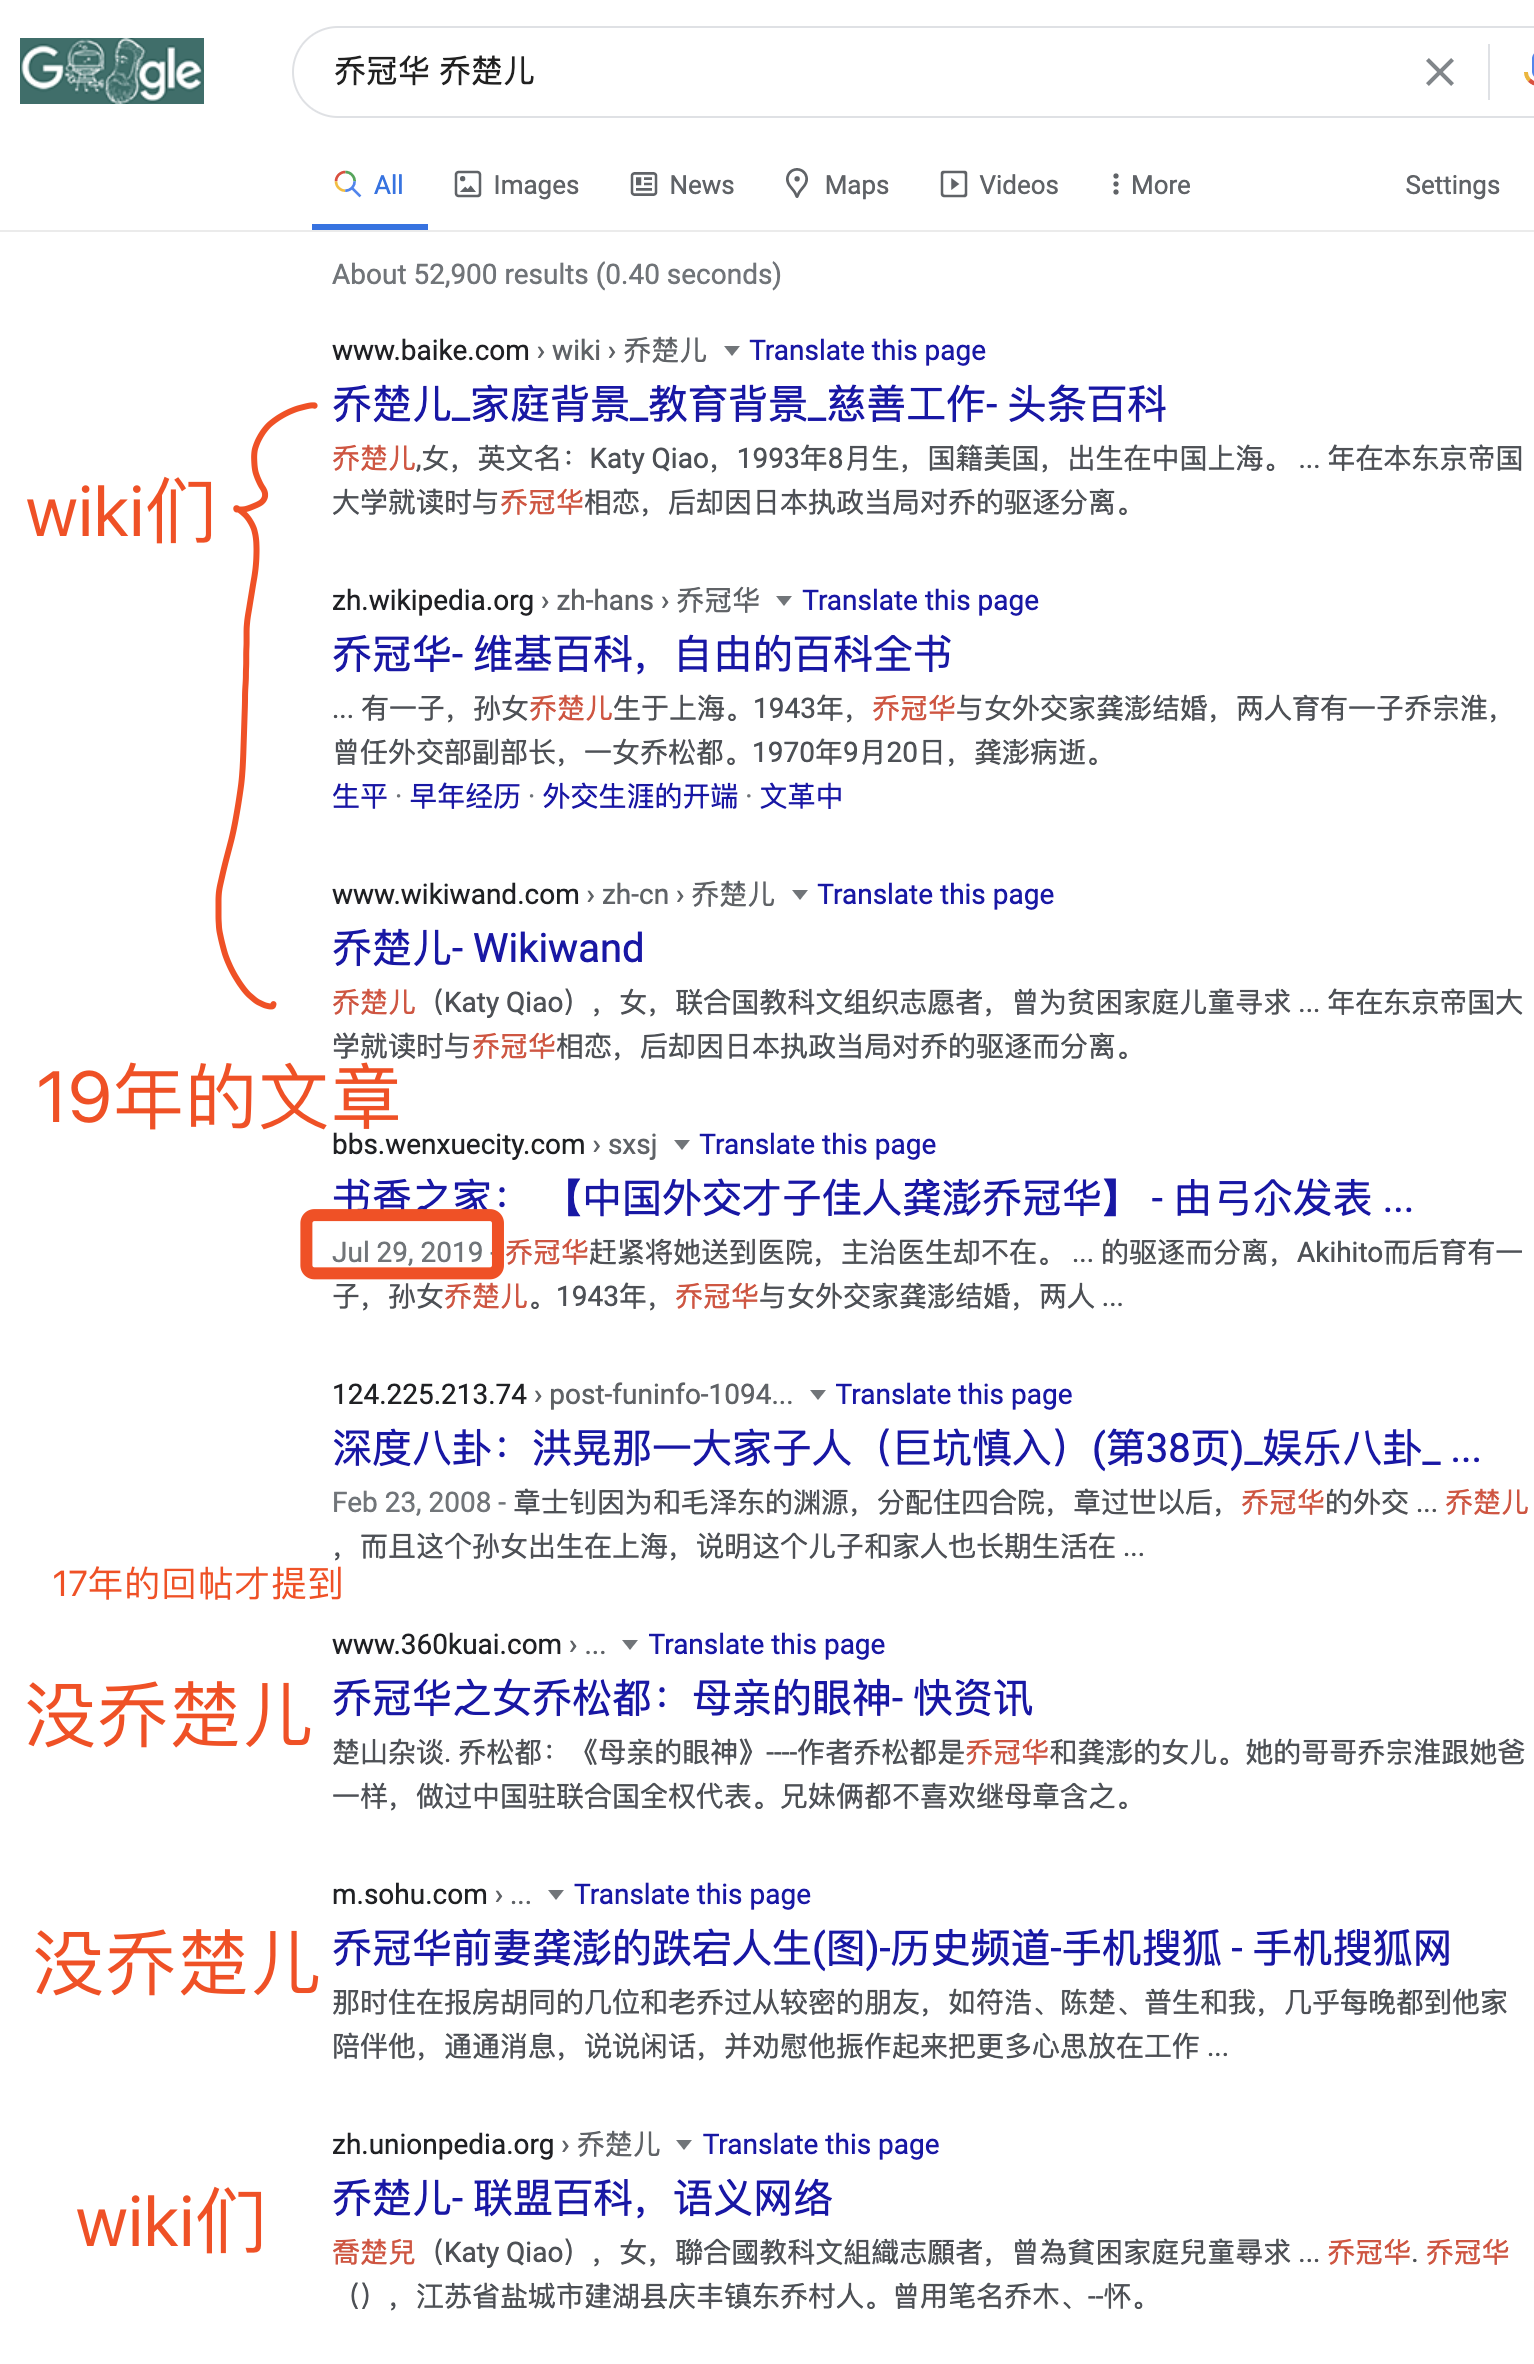 Google
乔冠华 乔楚儿
All Images News Maps Videos More Settings
About 52,900 results (0.40 seconds)
www.baike.com › wiki › 乔楚儿 Translate this page
乔楚儿_家庭背景_教育背景_慈善工作- 头条百科
乔楚儿,女，英文名：Katy Qiao，1993年8月生，国籍美国，出生在中国上海。 ... 年在本东京帝国
大学就读时与乔冠华相恋，后却因日本执政当局对乔的驱逐分离。
wiki们
zh.wikipedia.org › zh-hans › 乔冠华 Translate this page
乔冠华- 维基百科，自由的百科全书
... 有一子，孙女乔楚儿生于上海。1943年，乔冠华与女外交家龚澎结婚，两人育有一子乔宗淮，
曾任外交部副部长，一女乔松都。1970年9月20日，龚澎病逝。
生平 · 早年经历 · 外交生涯的开端 · 文革中
www.wikiwand.com › zh-cn › 乔楚儿 Translate this page
乔楚儿- Wikiwand
乔楚儿（Katy Qiao），女，联合国教科文组织志愿者，曾为贫困家庭儿童寻求 ... 年在东京帝国大
学就读时与乔冠华相恋，后却因日本执政当局对乔的驱逐而分离。
19年的文章
bbs.wenxuecity.com › sxsj Translate this page
书香之家： 【中国外交才子佳人龚澎乔冠华】 - 由弓尒发表 ...
Jul 29, 2019 - 乔冠华赶紧将她送到医院，主治医生却不在。 ... 的驱逐而分离，Akihito而后育有一
子，孙女乔楚儿。1943年，乔冠华与女外交家龚澎结婚，两人 ...
124.225.213.74 › post-funinfo-1094... Translate this page
深度八卦：洪晃那一大家子人（巨坑慎入）(第38页)_娱乐八卦_ ...
Feb 23, 2008 - 章士钊因为和毛泽东的渊源，分配住四合院，章过世以后，乔冠华的外交 ... 乔楚儿
，而且这个孙女出生在上海，说明这个儿子和家人也长期生活在 ...
17年的回帖才提到
www.360kuai.com › ... Translate this page
没乔楚儿
乔冠华之女乔松都：母亲的眼神- 快资讯
楚山杂谈. 乔松都：《母亲的眼神》----作者乔松都是乔冠华和龚澎的女儿。她的哥哥乔宗淮跟她爸
一样，做过中国驻联合国全权代表。兄妹俩都不喜欢继母章含之。
m.sohu.com › ... Translate this page
没乔楚儿
乔冠华前妻龚澎的跌宕人生(图)-历史频道-手机搜狐 - 手机搜狐网
那时住在报房胡同的几位和老乔过从较密的朋友，如符浩、陈楚、普生和我，几乎每晚都到他家
陪伴他，通通消息，说说闲话，并劝慰他振作起来把更多心思放在工作 ...
zh.unionpedia.org › 乔楚儿 Translate this page
wiki们
乔楚儿- 联盟百科，语义网络
喬楚兒（Katy Qiao），女，聯合國教科文組織志願者，曾為貧困家庭兒童尋求 ... 乔冠华. 乔冠华
（），江苏省盐城市建湖县庆丰镇东乔村人。曾用笔名乔木、--怀。